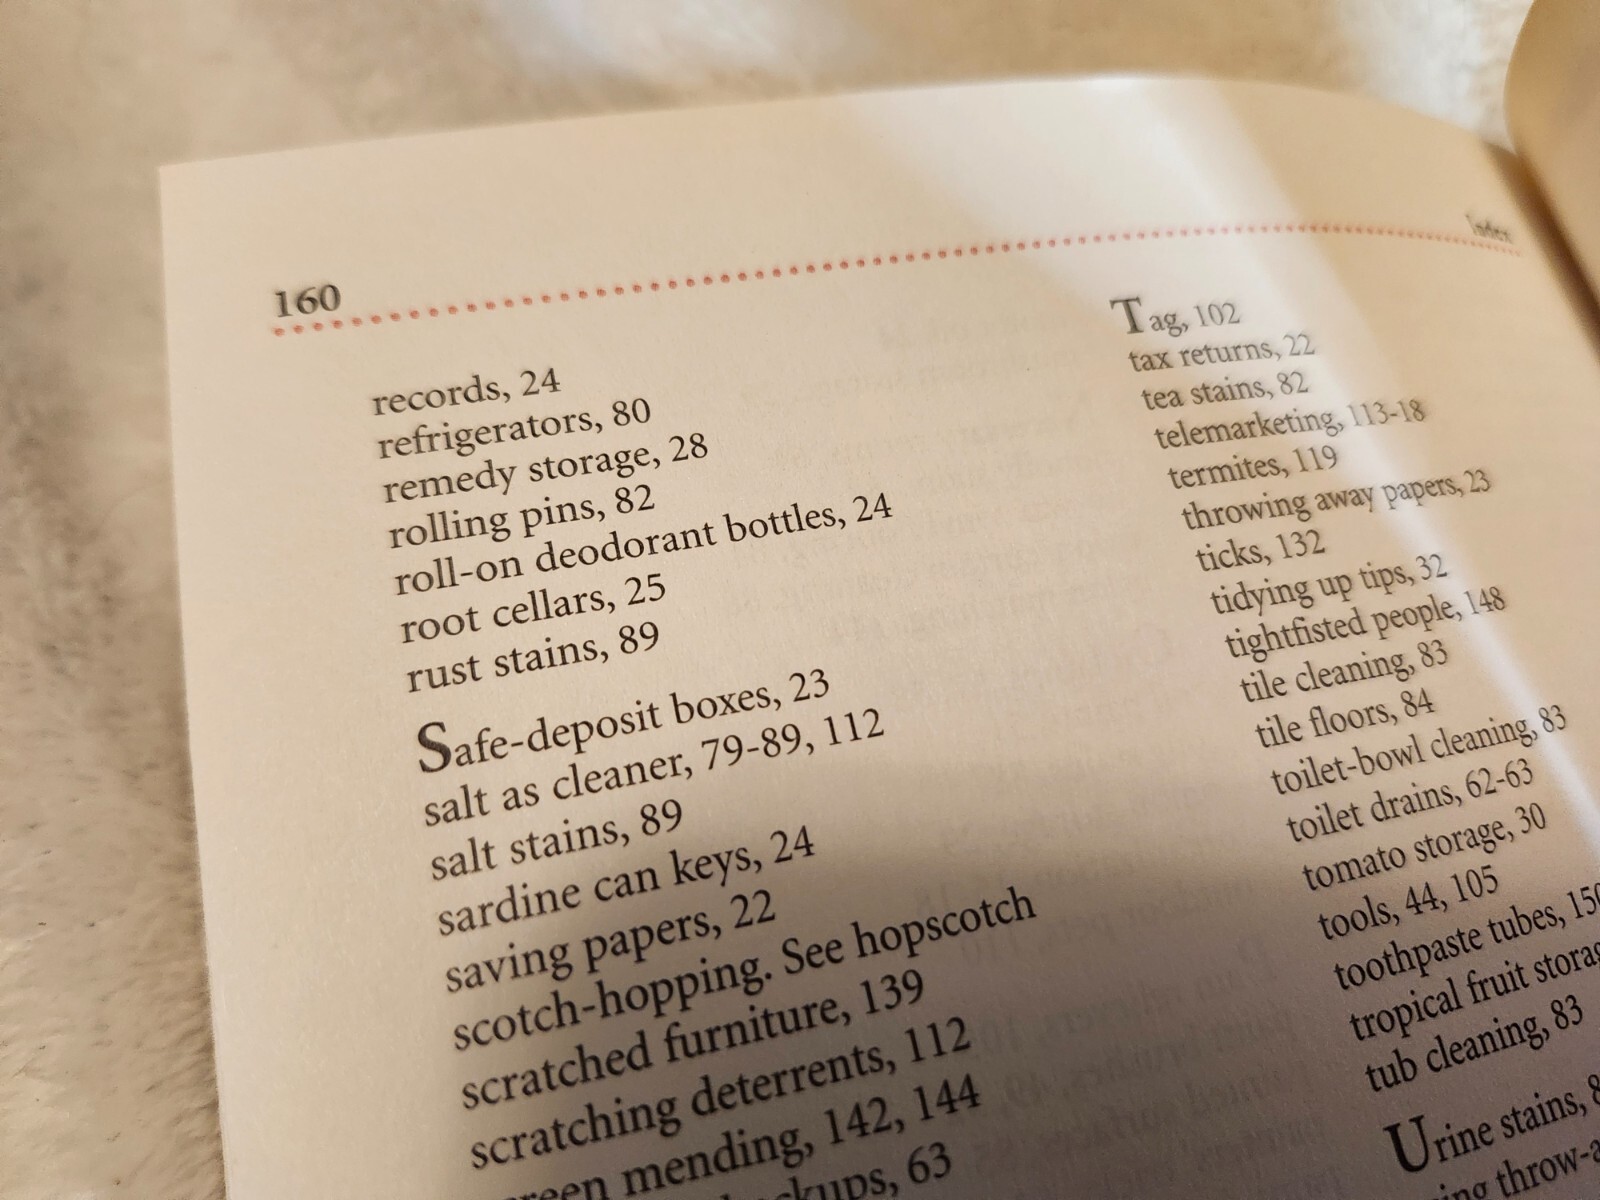 160
Index
records, 24
refrigerators, 80
remedy storage, 28
rolling pins, 82
roll-on deodorant bottles, 24
root cellars, 25
rust stains, 89
Safe-deposit boxes, 23
salt as cleaner, 79-89, 112
salt stains, 89
sardine can keys, 24
saving papers, 22
scotch-hopping. See hopscotch
scratched furniture, 139
scratching deterrents, 112
mending, 142, 144
63
Tag, 102
tax returns, 22
tea stains, 82
telemarketing, 113-18
termites, 119
throwing away papers, 23
ticks, 132
tidying up tips, 32
tightfisted people, 148
tile cleaning, 83
tile floors, 84
toilet-bowl cleaning, 83
toilet drains, 62-63
tomato storage, 30
tools, 44, 105
toothpaste tubes,
tropical fruit
tub cleaning, 83
Urine stains,